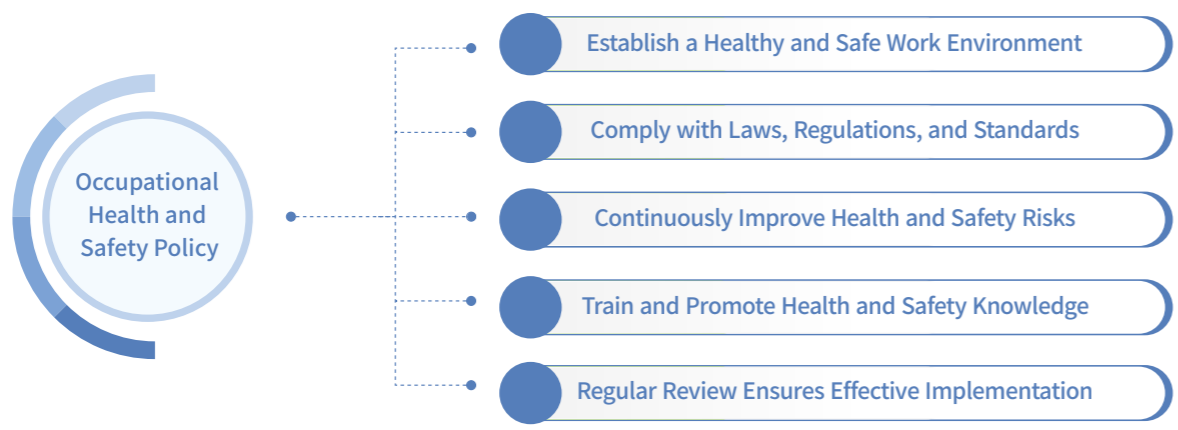 Occupational
Health and
Safety Policy
Establish a Healthy and Safe Work Environment
Comply with Laws, Regulations, and Standards
Continuously Improve Health and Safety Risks
Train and Promote Health and Safety Knowledge
Regular Review Ensures Effective Implementation